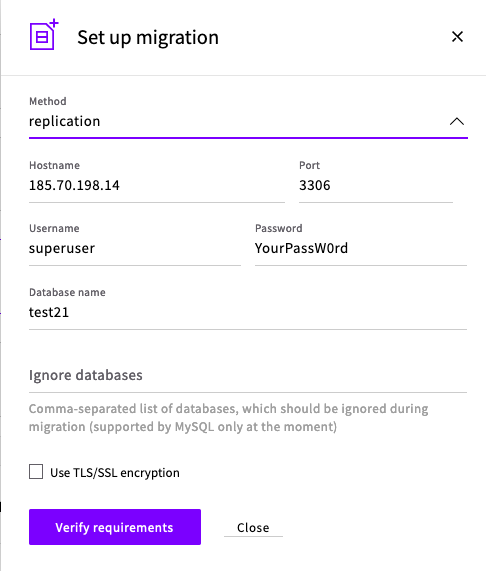 Set up migration
Method
replication
Hostname Port
185.70.198.14 3306
Username Password
superuser YourPassW0rd
Database name
test21
Ignore databases
Comma-separated list of databases, which should be ignored during
migration (supported by MySQL only at the moment)
Use TLS/SSL encryption
Verify requirements Close